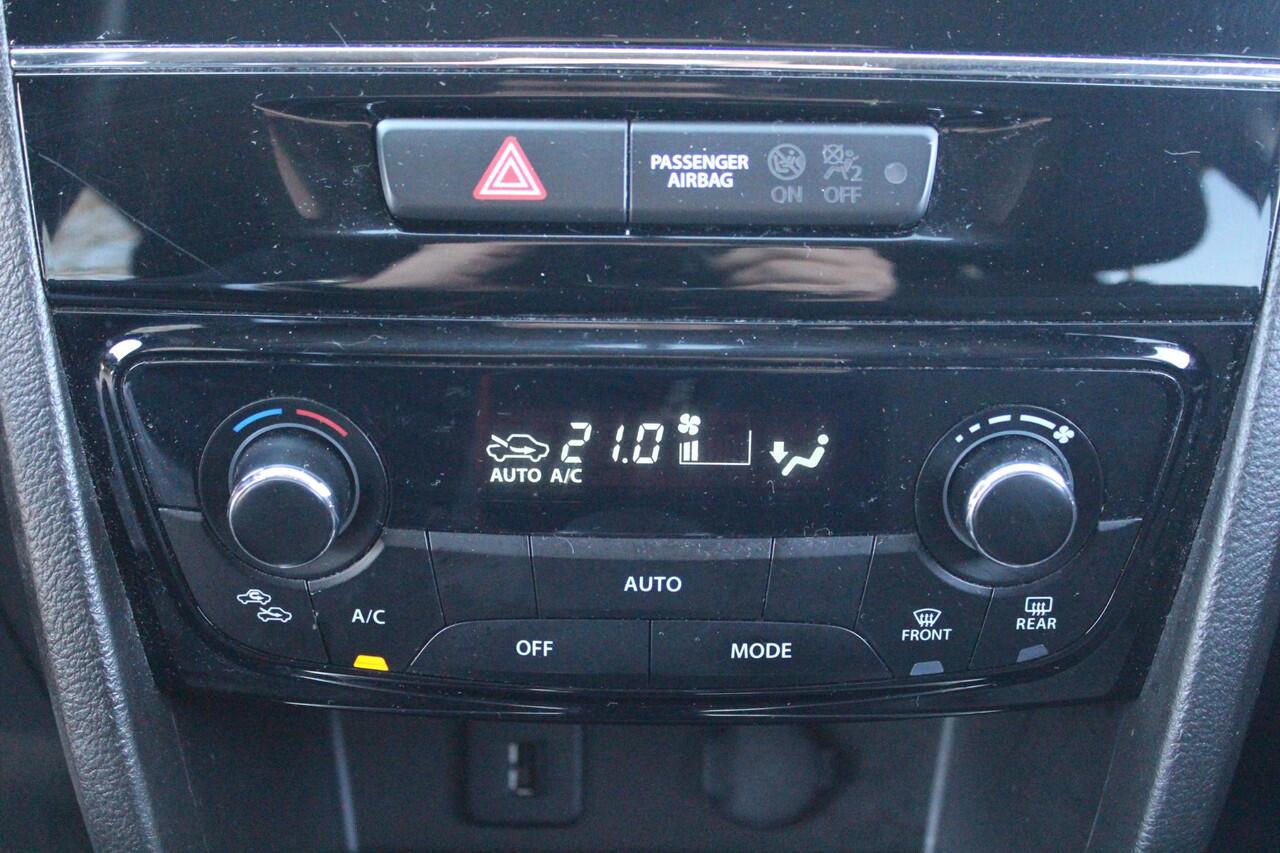 PASSENGER
AIRBAG
ON
2
OFF
21.0
AUTO A/C
AUTO
A/C
OFF
MODE
FRONT
REAR